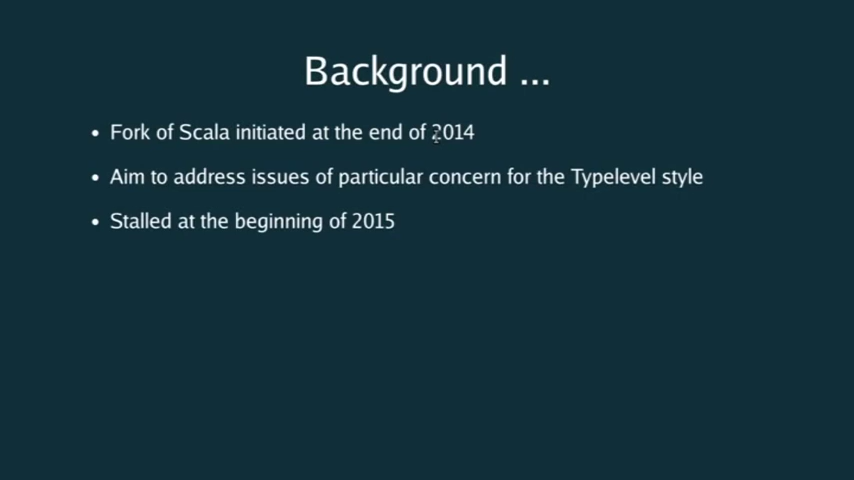 Background ...
• Fork of Scala initiated at the end of 2014
• Aim to address issues of particular concern for the Typelevel style
• Stalled at the beginning of 2015